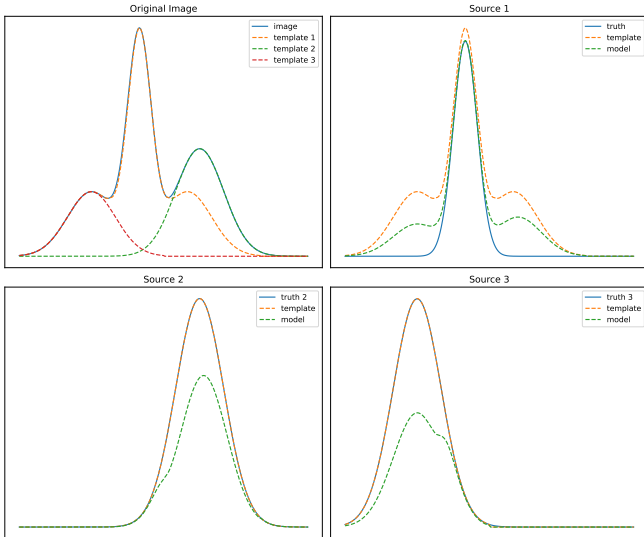 Original Image
image
template 1
template 2
template 3
Source 1
truth
template
model
Source 2
truth 2
template
model
Source 3
truth 3
template
model